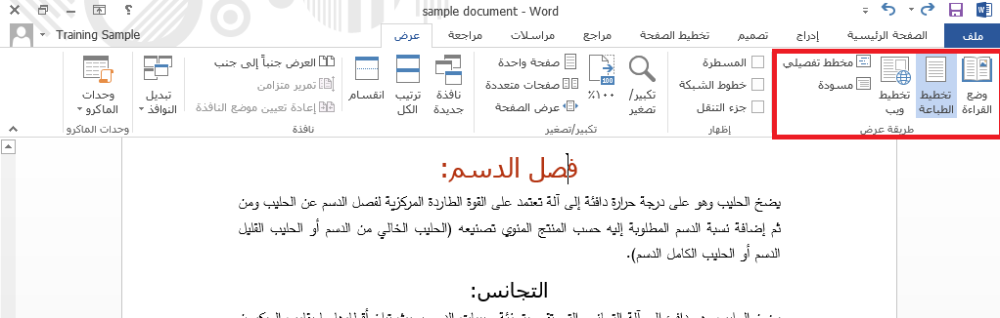 sample document - Word
Training Sample
ملف
الصفحة الرئيسية
إدراج
تصميم
تخطيط الصفحة
مراجع
مراسلات
مراجعة
عرض
وضع القراءة
تخطيط الطباعة
تخطيط ويب
مخطط تفصيلي
مسودة
طريقة عرض
المسطرة
خطوط الشبكة
جزء التنقل
إظهار
تكبير/تصغير
١٠٠٪
صفحة واحدة
صفحات متعددة
عرض الصفحة
تكبير/تصغير
نافذة جديدة
ترتيب الكل
انقسام
العرض جنباً إلى جنب
تمرير متزامن
إعادة تعيين موضع النافذة
تبديل النوافذ
نافذة
وحدات الماكرو
وحدات الماكرو
فصل الدسم:
يضخ الحليب وهو على درجة حرارة دافئة إلى آلة تعتمد على القوة الطاردة المركزية لفصل الدسم عن الحليب ومن
ثم إضافة نسبة الدسم المطلوبة إليه حسب المنتج المنوي تصنيعه (الحليب الخالي من الدسم أو الحليب القليل
الدسم أو الحليب الكامل الدسم).
التجانس: